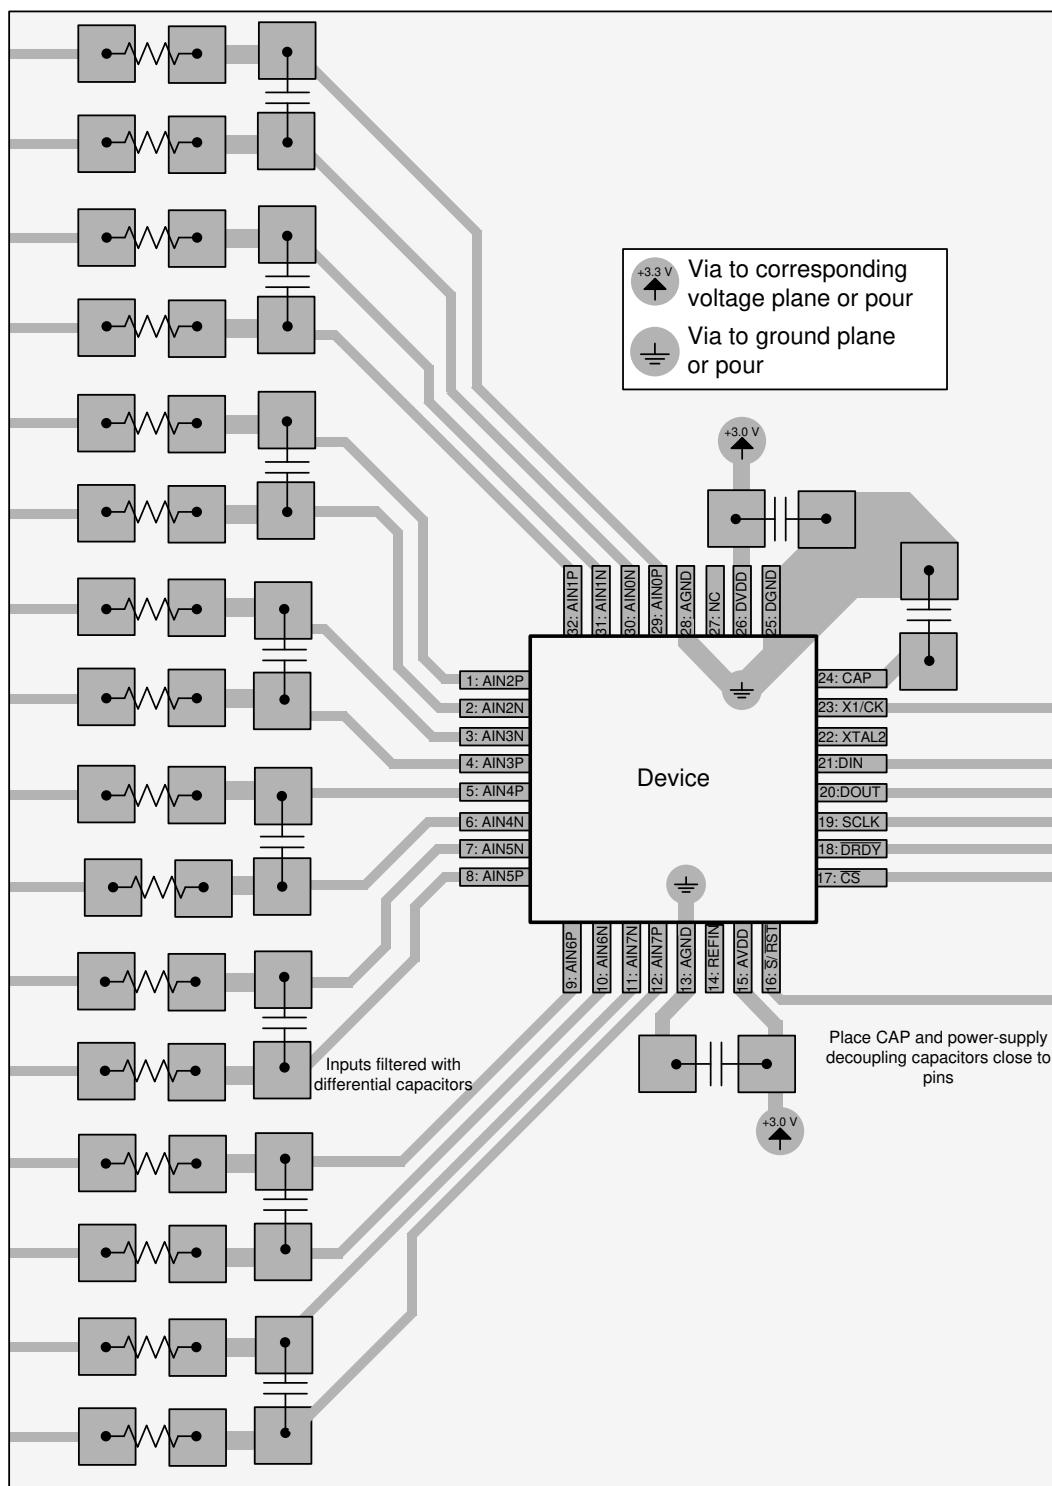 +3.3 V
Via to corresponding
voltage plane or pour
Via to ground plane
or pour
+3.0 V
32: AIN1P
31: AIN1N
30: AIN0N
29: AIN0P
28: AGND
27: NC
26: DVDD
25: DGND
1: AIN2P
2: AIN2N
3: AIN3N
4: AIN3P
5: AIN4P
6: AIN4N
7: AIN5N
8: AIN5P
Device
24: CAP
23: X1/CK
22: XTAL2
21:DIN
20:DOUT
19: SCLK
18: DRDY
17: CS
9: AIN6P
10: AIN6N
11: AIN7N
12: AIN7P
13: AGND
14: REFIN
15: AVDD
16: S/RST
Inputs filtered with
differential capacitors
Place CAP and power-supply
decoupling capacitors close to
pins
+3.0 V